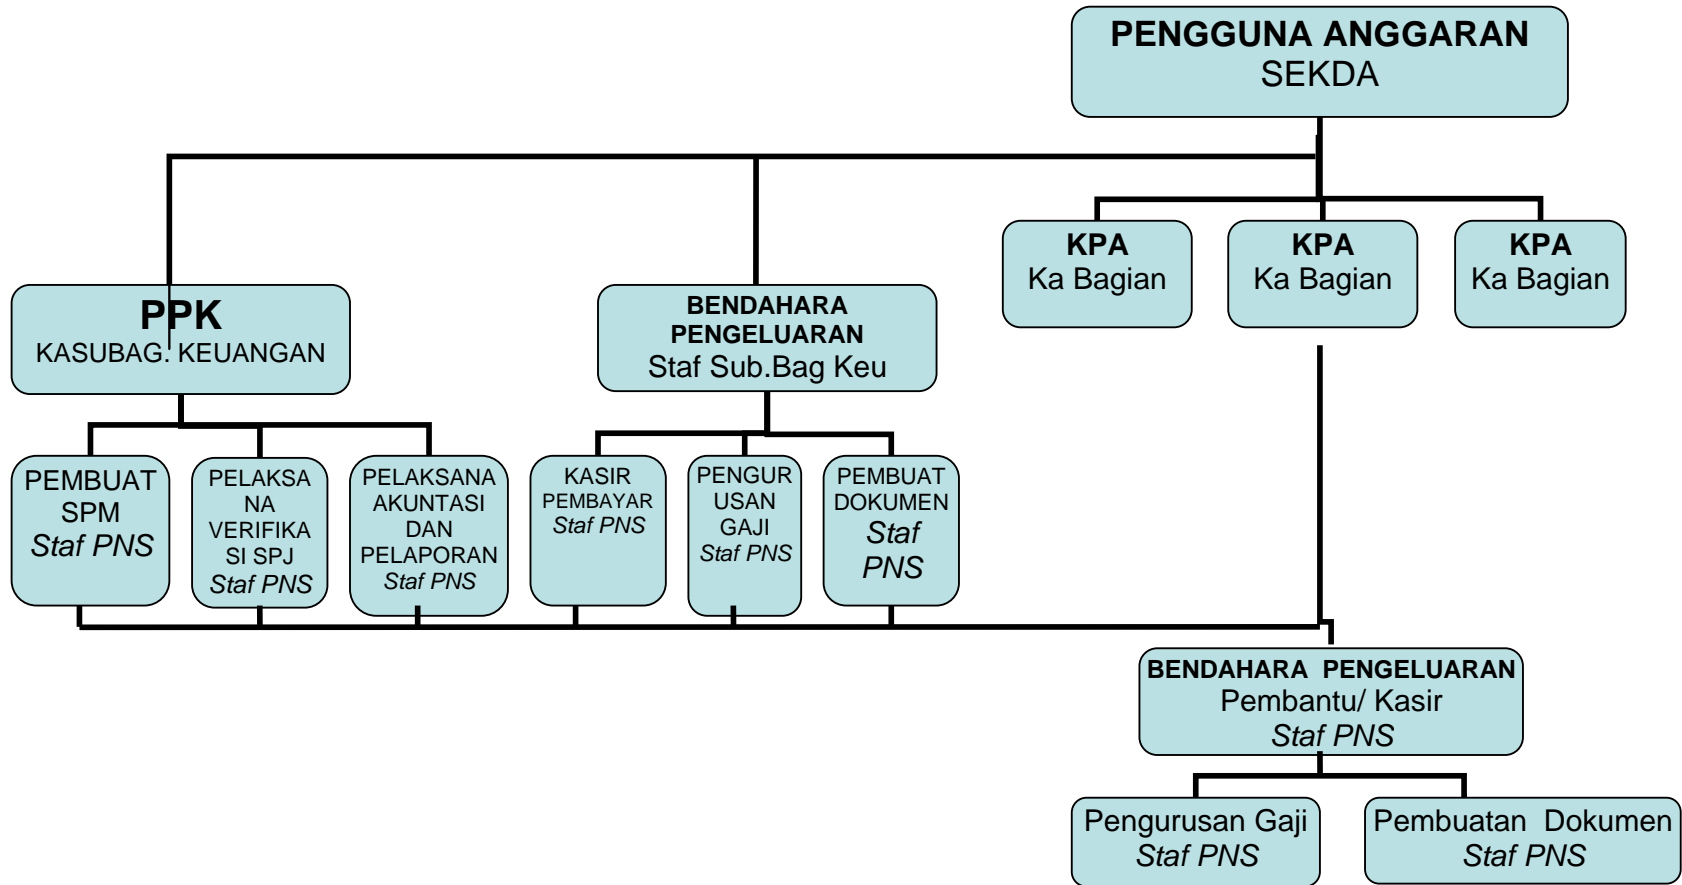 PENGGUNA ANGGARAN
SEKDA
KPA
Ka Bagian
KPA
Ka Bagian
KPA
Ka Bagian
PPK
KASUBAG. KEUANGAN
BENDAHARA
PENGELUARAN
Staf Sub.Bag Keu
PEMBUAT
SPM
Staf PNS
PELAKSA
NA
VERIFIKA
SI SPJ
Staf PNS
PELAKSANA
AKUNTASI
DAN
PELAPORAN
Staf PNS
KASIR
PEMBAYAR
Staf PNS
PENGUR
USAN
GAJI
Staf PNS
PEMBUAT
DOKUMEN
Staf
PNS
BENDAHARA PENGELUARAN
Pembantu/ Kasir
Staf PNS
Pengurusan Gaji
Staf PNS
Pembuatan Dokumen
Staf PNS